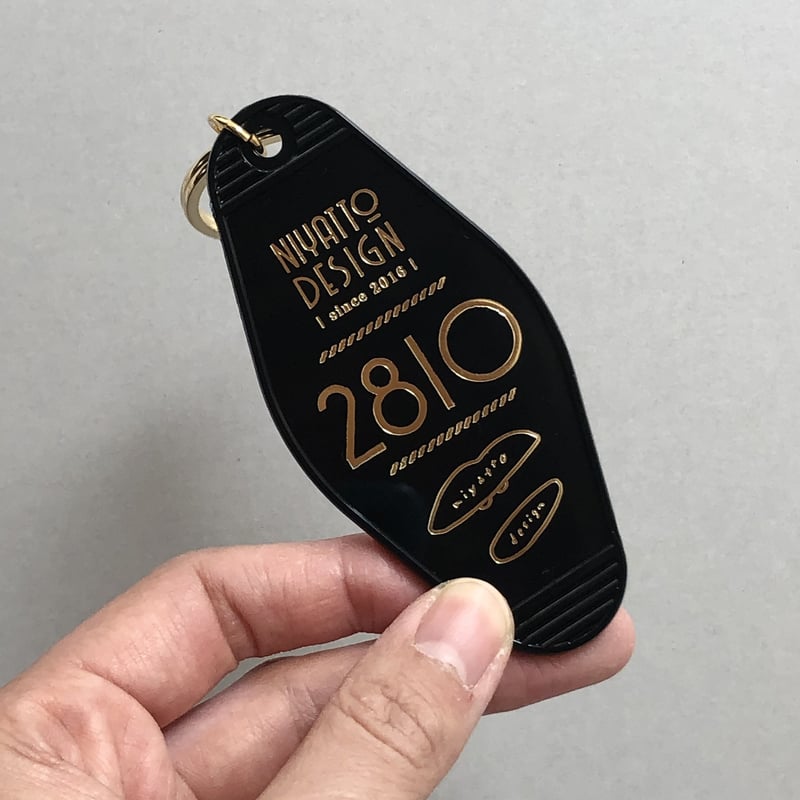 NIYATTO
DESIGN
| since 2016 |
2810
niyatto
design